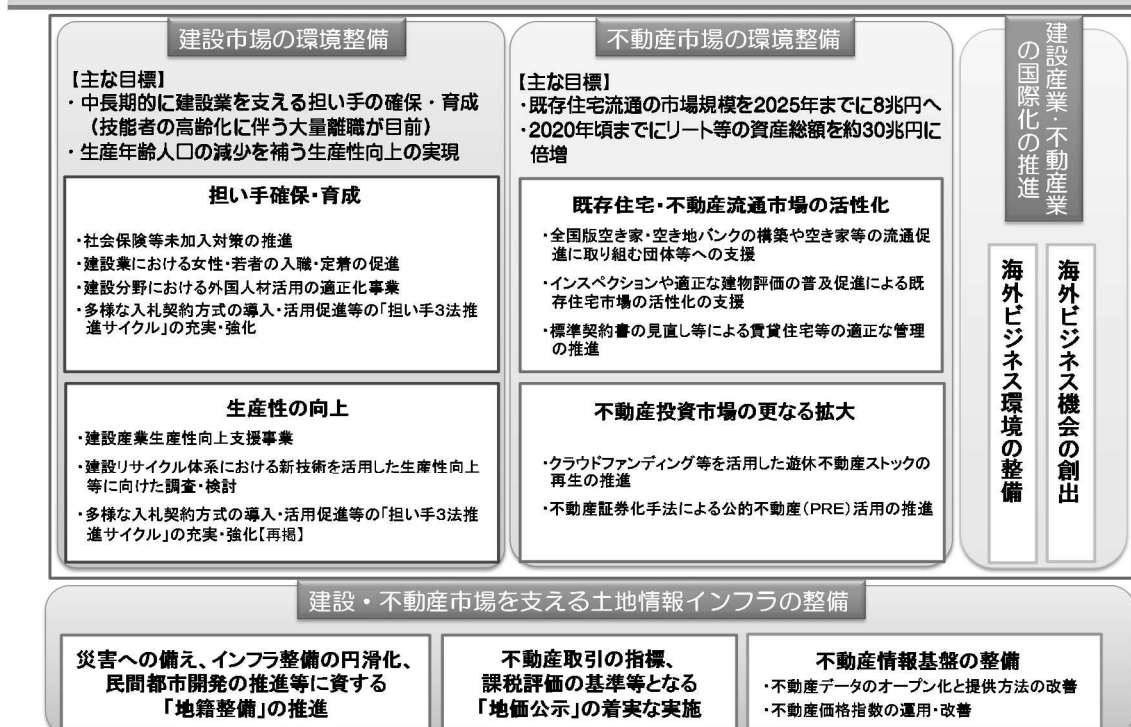 建設市場の環境整備
【主な目標】
・中長期的に建設業を支える担い手の確保・育成
（技能者の高齢化に伴う大量離職が目前）
・生産年齢人口の減少を補う生産性向上の実現
担い手確保・育成
・社会保険等未加入対策の推進
・建設業における女性・若者の入職・定着の促進
・建設分野における外国人材活用の適正化事業
・多様な入札契約方式の導入・活用促進等の「担い手3法推
進サイクル」の充実・強化
生産性の向上
・建設産業生産性向上支援事業
・建設リサイクル体系における新技術を活用した生産性向上
等に向けた調査・検討
・多様な入札契約方式の導入・活用促進等の「担い手3法推
進サイクル」の充実・強化【再掲】
不動産市場の環境整備
【主な目標】
・既存住宅流通の市場規模を2025年までに8兆円へ
・2020年頃までにリート等の資産総額を約30兆円に
倍増
既存住宅・不動産流通市場の活性化
・全国版空き家・空き地バンクの構築や空き家等の流通促
進に取り組む団体等への支援
・インスペクションや適正な建物評価の普及促進による既
存住宅市場の活性化の支援
・標準契約書の見直し等による賃貸住宅等の適正な管理
の推進
不動産投資市場の更なる拡大
・クラウドファンディング等を活用した遊休不動産ストックの
再生の推進
・不動産証券化手法による公的不動産（PRE）活用の推進
建設産業・不動産業
の国際化の推進
海外ビジネス機会の創出
海外ビジネス環境の整備
建設・不動産市場を支える土地情報インフラの整備
災害への備え、インフラ整備の円滑化、
民間都市開発の推進等に資する
「地籍整備」の推進
不動産取引の指標、
課税評価の基準等となる
「地価公示」の着実な実施
不動産情報基盤の整備
・不動産データのオープン化と提供方法の改善
・不動産価格指数の運用・改善